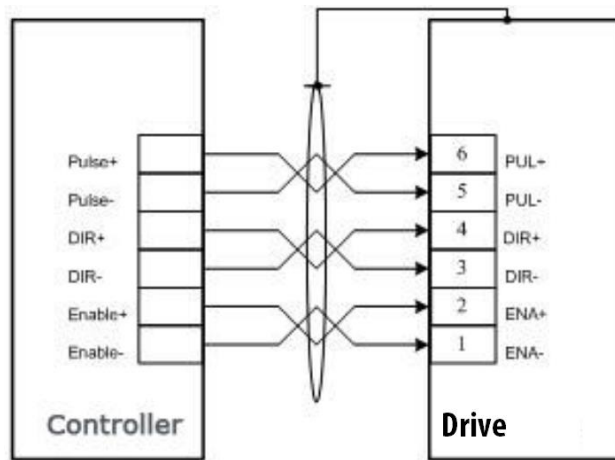 Pulse+
Pulse-
DIR+
DIR-
Enable+
Enable-
Controller
6 PUL+
5 PUL-
4 DIR+
3 DIR-
2 ENA+
1 ENA-
Drive